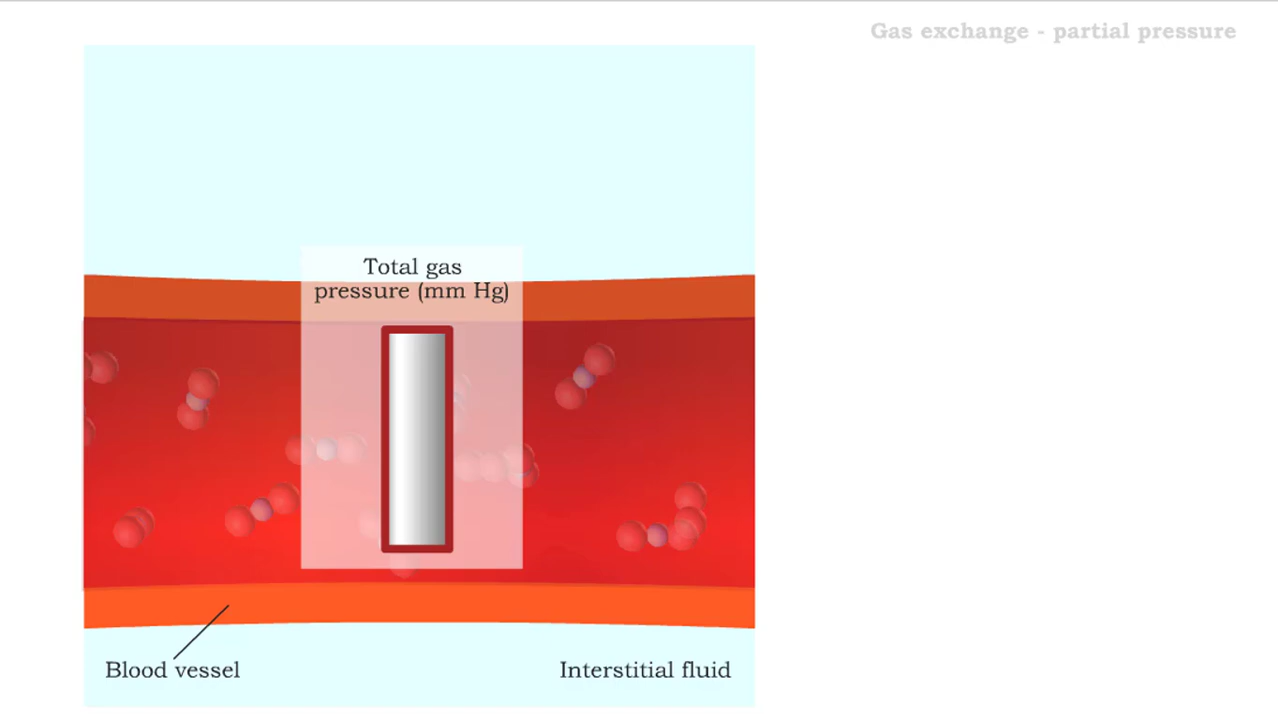 Gas exchange - partial pressure
Total gas
pressure (mm Hg)
Blood vessel
Interstitial fluid